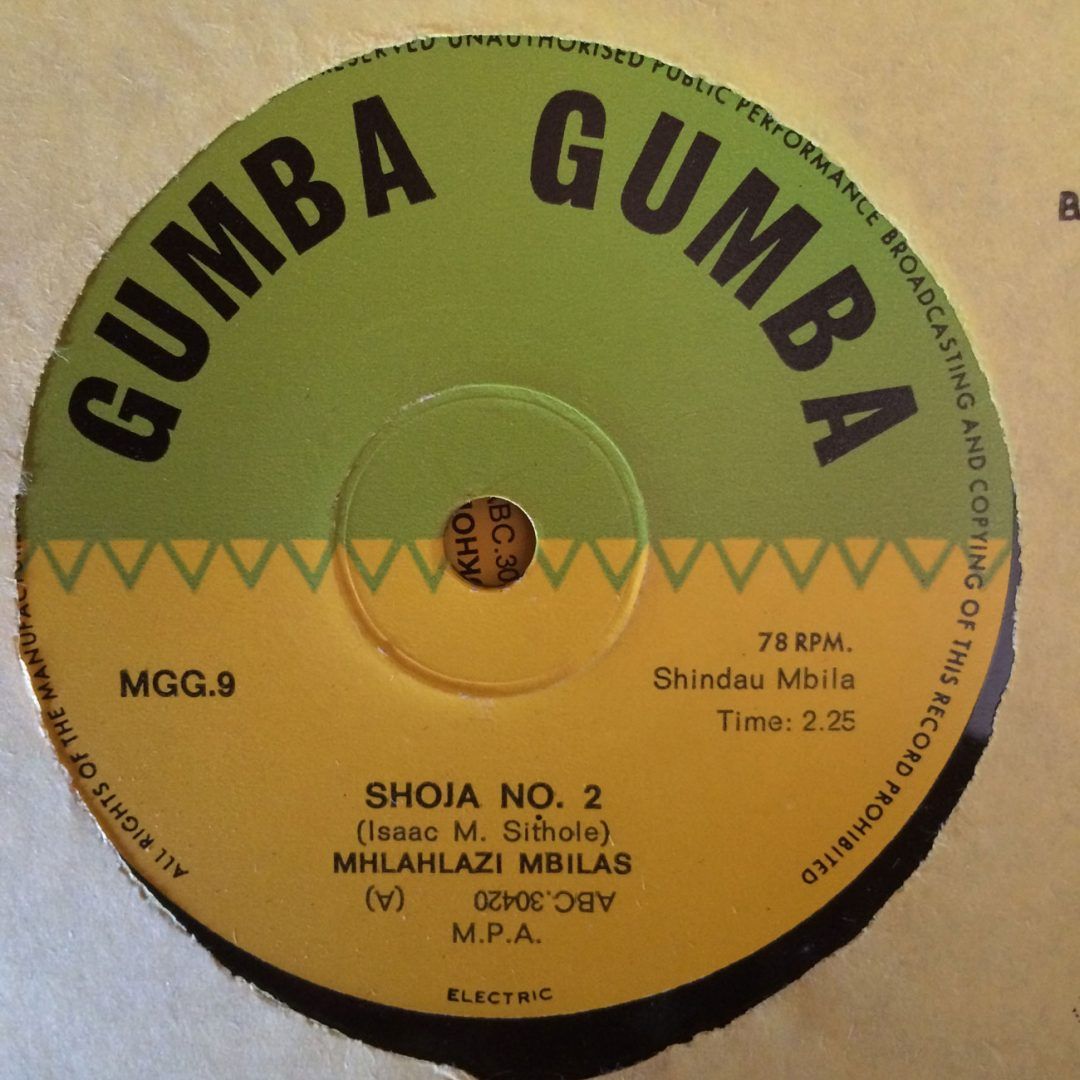 GUMBA GUMBA
ALL RIGHTS OF THE
RESERVED UNAUTHORISED PUBLIC PERFORMANCE BROADCASTING AND COPYING OF THIS RECORD PROHIBITED
MGG.9
78 RPM.
Shindau Mbila
Time: 2.25
SHOJA NO. 2
(Isaac M. Sithole)
MHLAHLAZI MBILAS
ABC.30420 (A)
M.P.A.
ELECTRIC